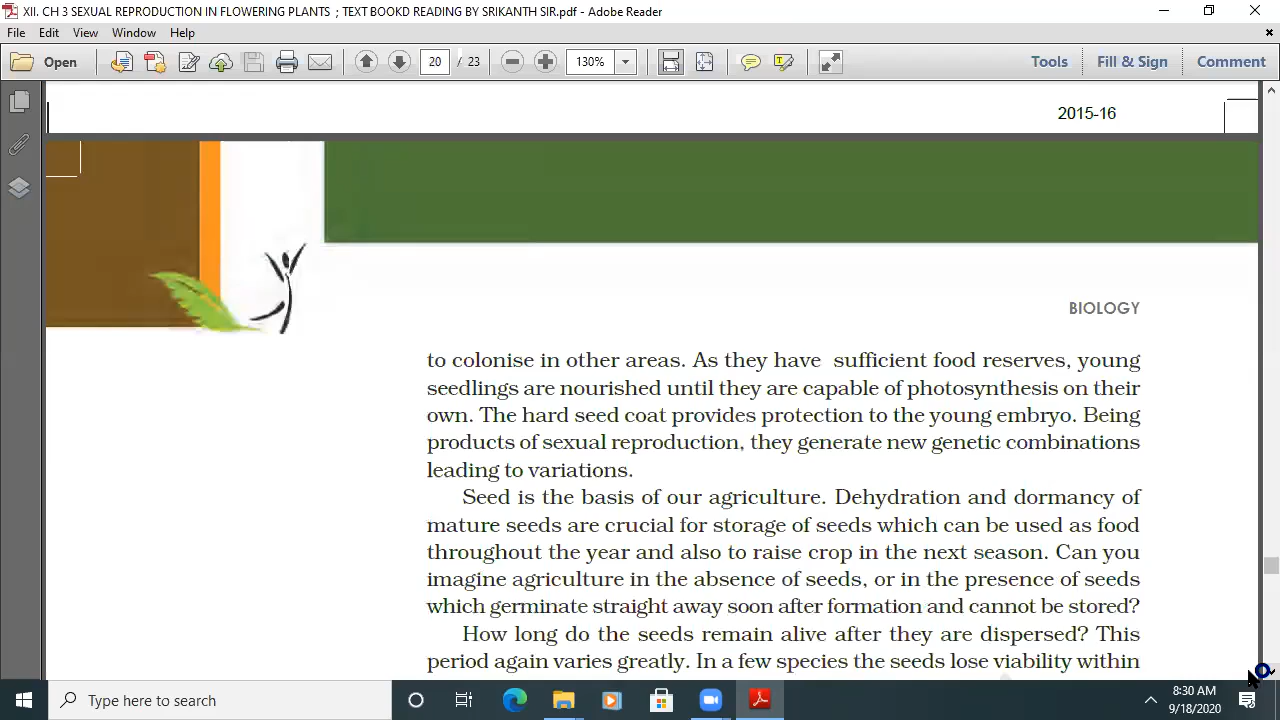 XII. CH 3 SEXUAL REPRODUCTION IN FLOWERING PLANTS ; TEXT BOOKD READING BY SRIKANTH SIR.pdf - Adobe Reader
File Edit View Window Help
Open 20 / 23 130% Tools Fill & Sign Comment
2015-16
BIOLOGY
to colonise in other areas. As they have sufficient food reserves, young
seedlings are nourished until they are capable of photosynthesis on their
own. The hard seed coat provides protection to the young embryo. Being
products of sexual reproduction, they generate new genetic combinations
leading to variations.
Seed is the basis of our agriculture. Dehydration and dormancy of
mature seeds are crucial for storage of seeds which can be used as food
throughout the year and also to raise crop in the next season. Can you
imagine agriculture in the absence of seeds, or in the presence of seeds
which germinate straight away soon after formation and cannot be stored?
How long do the seeds remain alive after they are dispersed? This
period again varies greatly. In a few species the seeds lose viability within
Type here to search
8:30 AM
9/18/2020